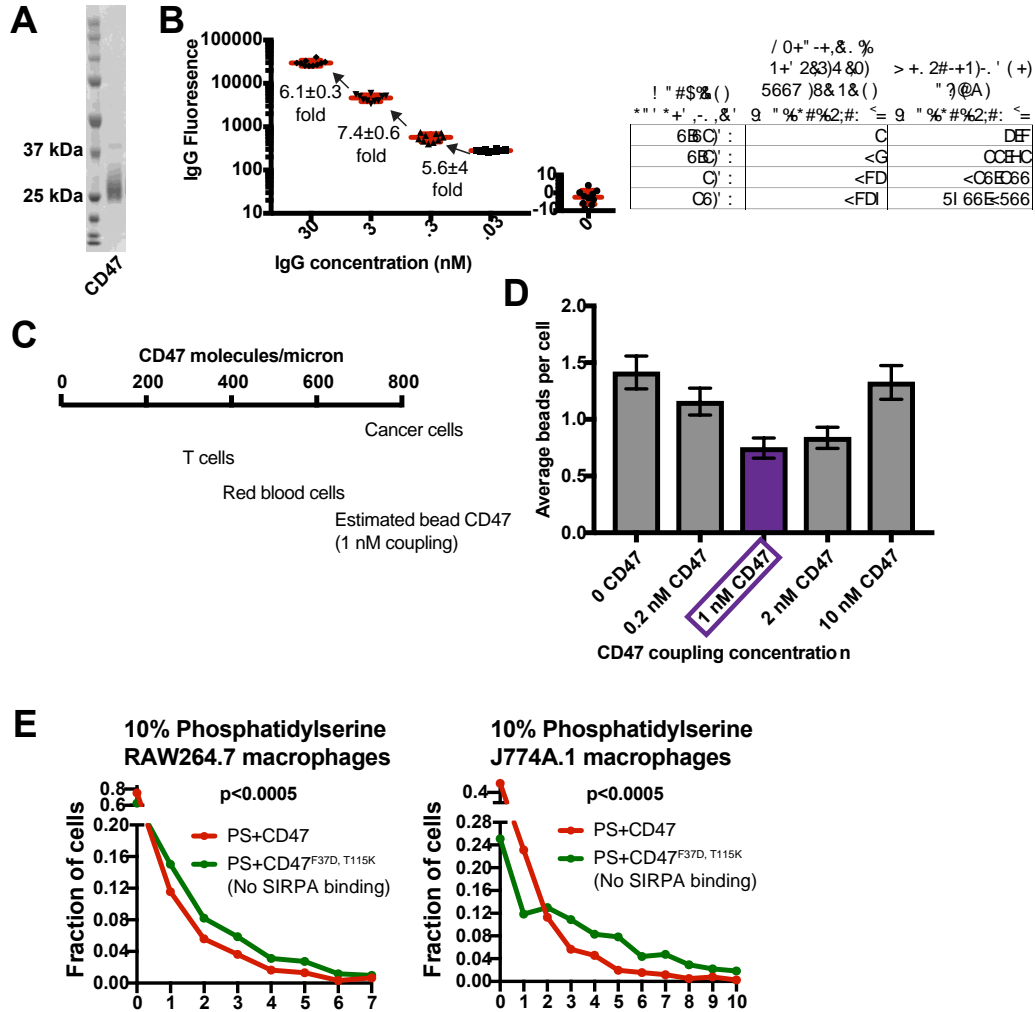 A
37 kDa
25 kDa
CD47
B
IgG Fluoresence
100000
10000
1000
100
10
6.1±0.3
fold
7.4±0.6
fold
5.6±4
fold
30
3
.3
.03
10
0
-10
0
IgG concentration (nM)
C
CD47 molecules/micron
0 200 400 600 800
Cancer cells
T cells
Red blood cells
Estimated bead CD47
(1 nM coupling)
D
Average beads per cell
2.0
1.5
1.0
0.5
0.0
0 CD47
0.2 nM CD47
1 nM CD47
2 nM CD47
10 nM CD47
CD47 coupling concentration
E
10% Phosphatidylserine
RAW264.7 macrophages
p<0.0005
Fraction of cells
0.8
0.6
0.20
0.16
0.12
0.08
0.04
0.00
PS+CD47
PS+CD47F37D, T115K
(No SIRPA binding)
0 1 2 3 4 5 6 7
10% Phosphatidylserine
J774A.1 macrophages
p<0.0005
Fraction of cells
0.4
0.28
0.24
0.20
0.16
0.12
0.08
0.04
0.00
PS+CD47
PS+CD47F37D, T115K
(No SIRPA binding)
0 1 2 3 4 5 6 7 8 9 10